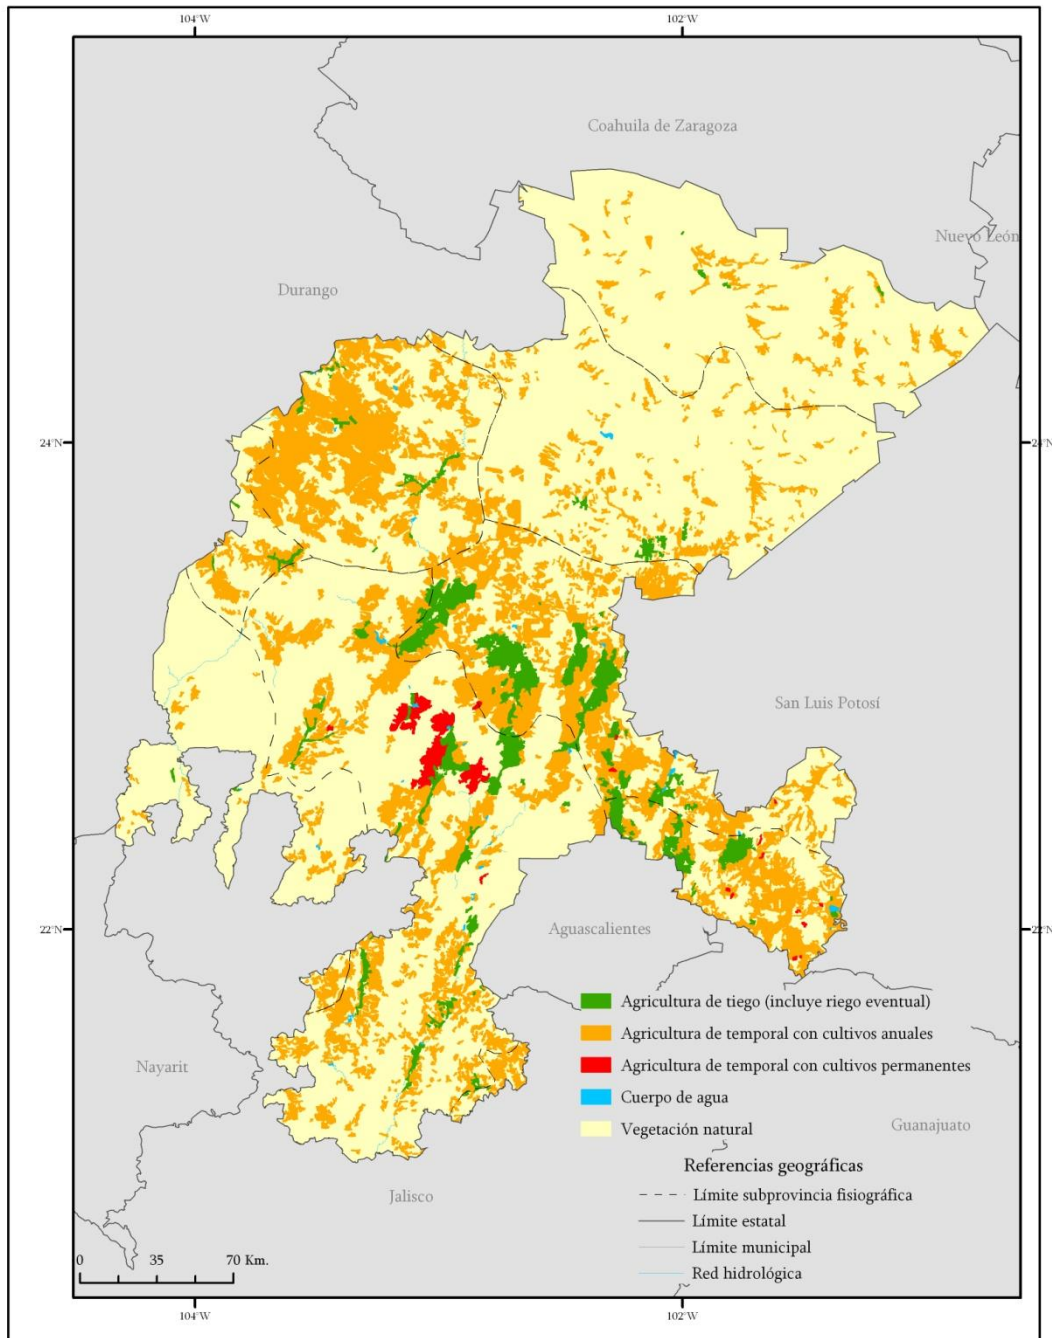 104°W 102°W
Coahuila de Zaragoza
Nuevo León
Durango
24°N 24°N
San Luis Potosí
22°N 22°N
Aguascalientes
Agricultura de tiego (incluye riego eventual)
Agricultura de temporal con cultivos anuales
Nayarit
Agricultura de temporal con cultivos permanentes
Cuerpo de agua
Guanajuato
Vegetación natural
Referencias geográficas
Jalisco
Límite subprovincia fisiográfica
Límite estatal
Límite municipal
0 35 70 Km.
Red hidrológica
104°W 102°W